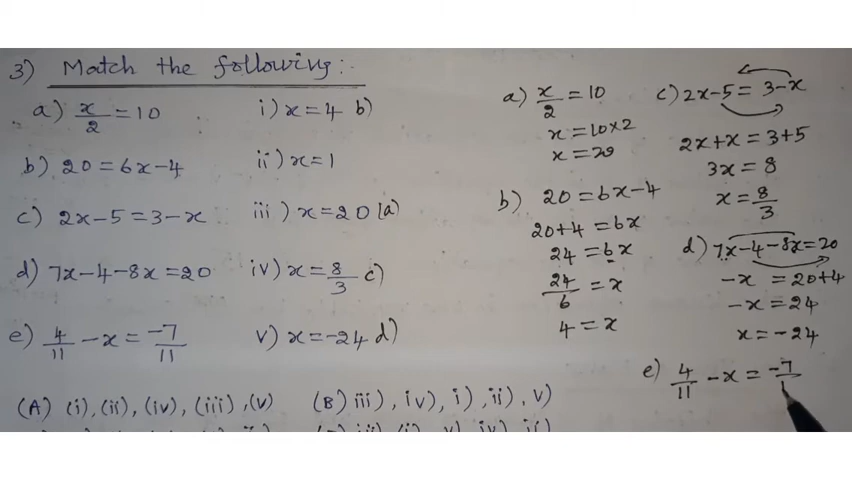 3) Match the following:-
a) x/2 = 10 i) x = 4 b)
b) 20 = 6x - 4 ii) x = 1
c) 2x - 5 = 3 - x iii) x = 20 (a)
d) 7x - 4 - 8x = 20 iv) x = 8/3 c)
e) 4/11 - x = -7/11 v) x = -24 d)
(A) (i), (ii), (iv), (iii), (v) (B) iii), iv), i), ii), v)
a) x/2 = 10
x = 10×2
x = 20
b) 20 = 6x - 4
20+4 = 6x
24 = 6x
24/6 = x
4 = x
c) 2x - 5 = 3 - x
2x + x = 3 + 5
3x = 8
x = 8/3
d) 7x - 4 - 8x = 20
-x = 20+4
-x = 24
x = -24
e) 4/11 - x = -7/1